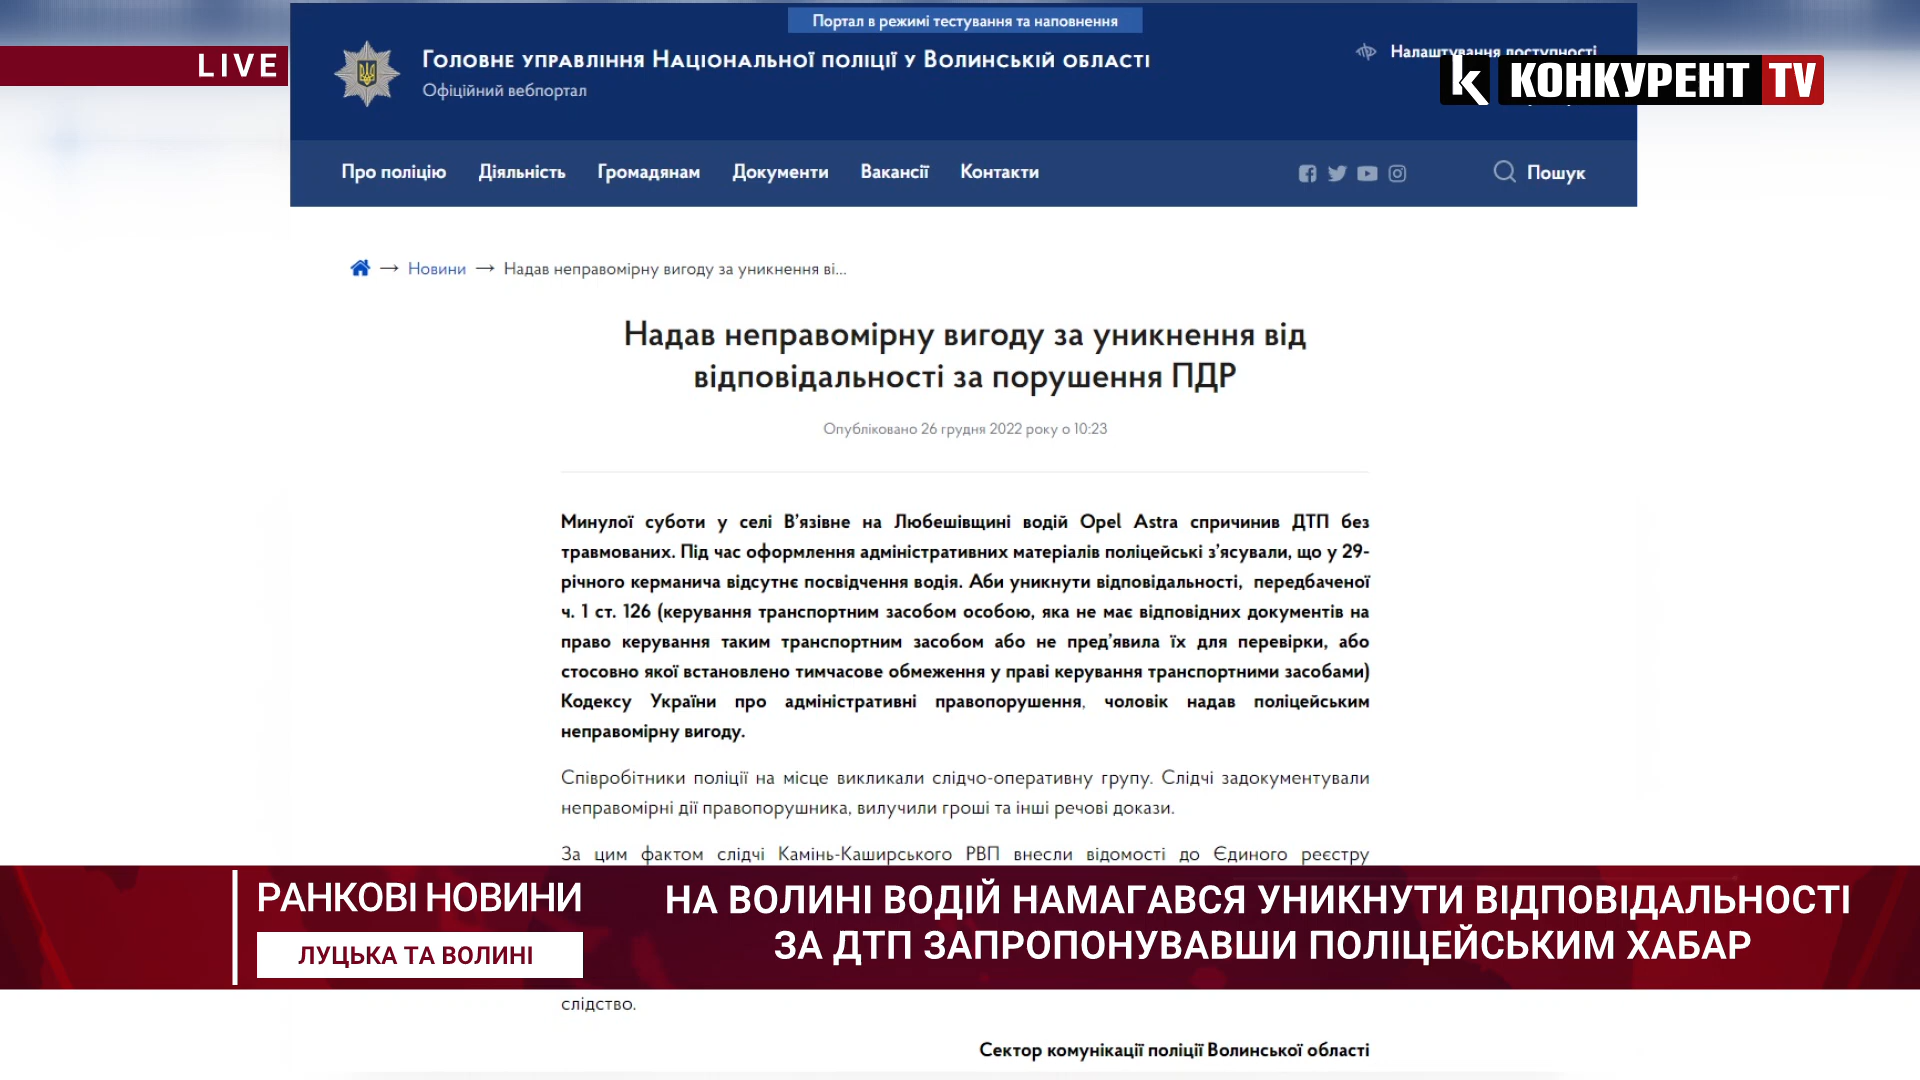 Портал в режимі тестування та наповнення
LIVE
Головне управління Національної поліції у Волинській області
Офіційний вебпортал
Налаштування доступності
k КОНКУРЕНТ TV
Про поліцію Діяльність Громадянам Документи Вакансії Контакти Пошук
→ Новини → Надав неправомірну вигоду за уникнення ві...
Надав неправомірну вигоду за уникнення від
відповідальності за порушення ПДР
Опубліковано 26 грудня 2022 року о 10:23
Минулої суботи у селі В’язівне на Любешівщині водій Opel Astra спричинив ДТП без
травмованих. Під час оформлення адміністративних матеріалів поліцейські з’ясували, що у 29-
річного керманича відсутнє посвідчення водія. Аби уникнути відповідальності, передбаченої
ч. 1 ст. 126 (керування транспортним засобом особою, яка не має відповідних документів на
право керування таким транспортним засобом або не пред’явила їх для перевірки, або
стосовно якої встановлено тимчасове обмеження у праві керування транспортними засобами)
Кодексу України про адміністративні правопорушення, чоловік надав поліцейським
неправомірну вигоду.
Співробітники поліції на місце викликали слідчо-оперативну групу. Слідчі задокументували
неправомірні дії правопорушника, вилучили гроші та інші речові докази.
За цим фактом слідчі Камінь-Каширського РВП внесли відомості до Єдиного реєстру
РАНКОВІ НОВИНИ
ЛУЦЬКА ТА ВОЛИНІ
НА ВОЛИНІ ВОДІЙ НАМАГАВСЯ УНИКНУТИ ВІДПОВІДАЛЬНОСТІ
ЗА ДТП ЗАПРОПОНУВАВШИ ПОЛІЦЕЙСЬКИМ ХАБАР
слідство.
Сектор комунікації поліції Волинської області